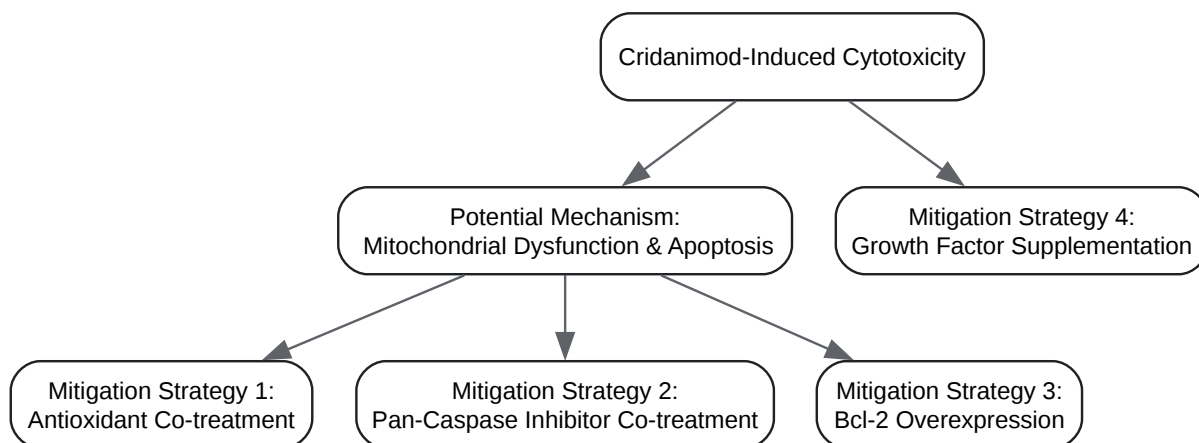 Cridanimod-Induced Cytotoxicity
Potential Mechanism:
Mitochondrial Dysfunction & Apoptosis
Mitigation Strategy 4:
Growth Factor Supplementation
Mitigation Strategy 1:
Antioxidant Co-treatment
Mitigation Strategy 2:
Pan-Caspase Inhibitor Co-treatment
Mitigation Strategy 3:
Bcl-2 Overexpression